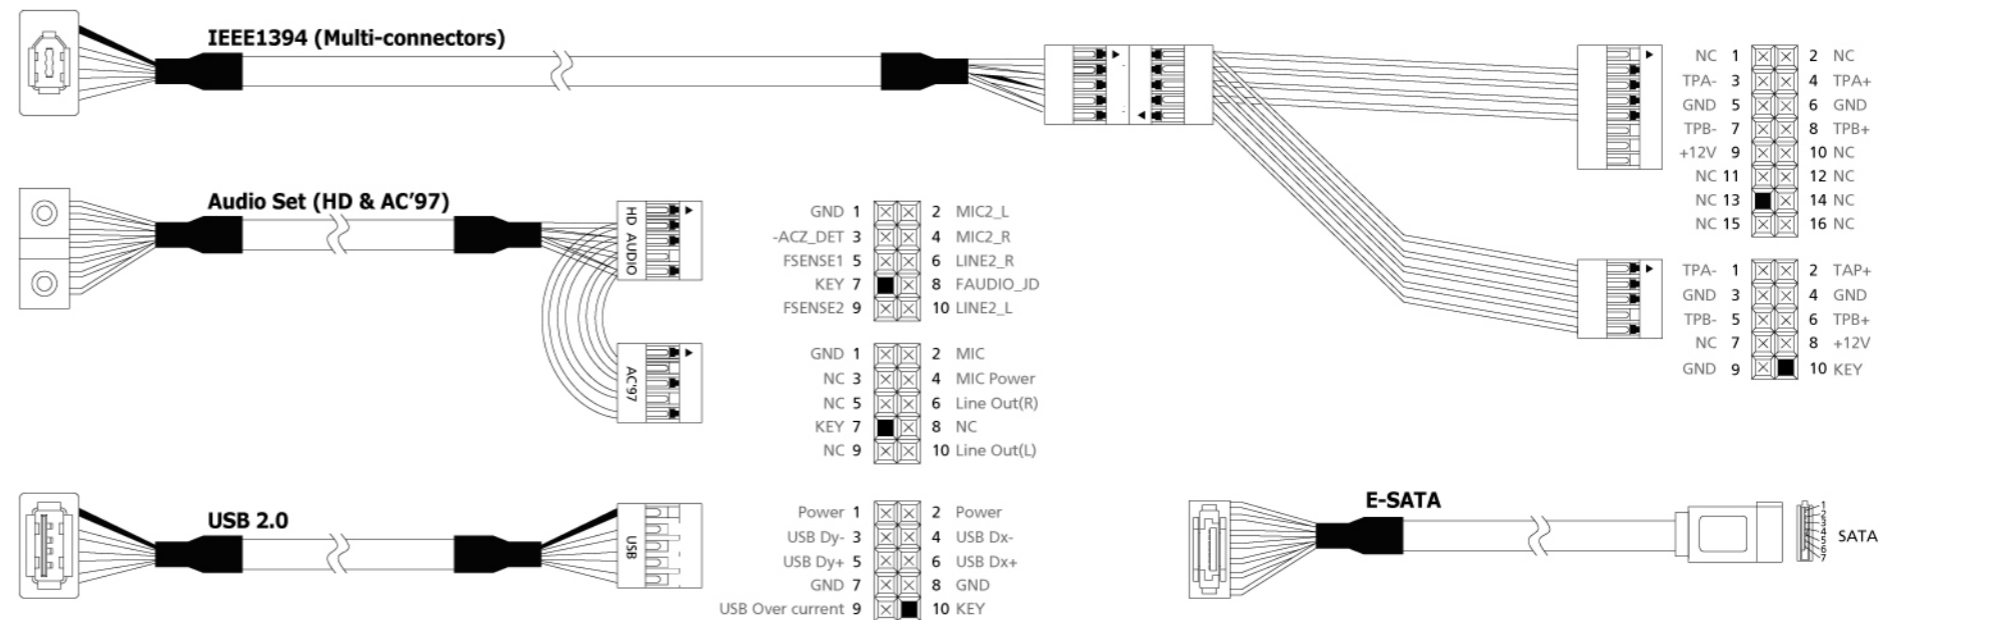 IEEE1394 (Multi-connectors)
NC 1 2 NC
TPA- 3 4 TPA+
GND 5 6 GND
TPB- 7 8 TPB+
+12V 9 10 NC
NC 11 12 NC
NC 13 14 NC
NC 15 16 NC
TPA- 1 2 TAP+
GND 3 4 GND
TPB- 5 6 TPB+
NC 7 8 +12V
GND 9 10 KEY
Audio Set (HD & AC’97)
HD AUDIO
GND 1 2 MIC2_L
-ACZ_DET 3 4 MIC2_R
FSENSE1 5 6 LINE2_R
KEY 7 8 FAUDIO_JD
FSENSE2 9 10 LINE2_L
AC'97
GND 1 2 MIC
NC 3 4 MIC Power
NC 5 6 Line Out(R)
KEY 7 8 NC
NC 9 10 Line Out(L)
USB 2.0
USB
Power 1 2 Power
USB Dy- 3 4 USB Dx-
USB Dy+ 5 6 USB Dx+
GND 7 8 GND
USB Over current 9 10 KEY
E-SATA
1
2
3
4
5
6
7
SATA